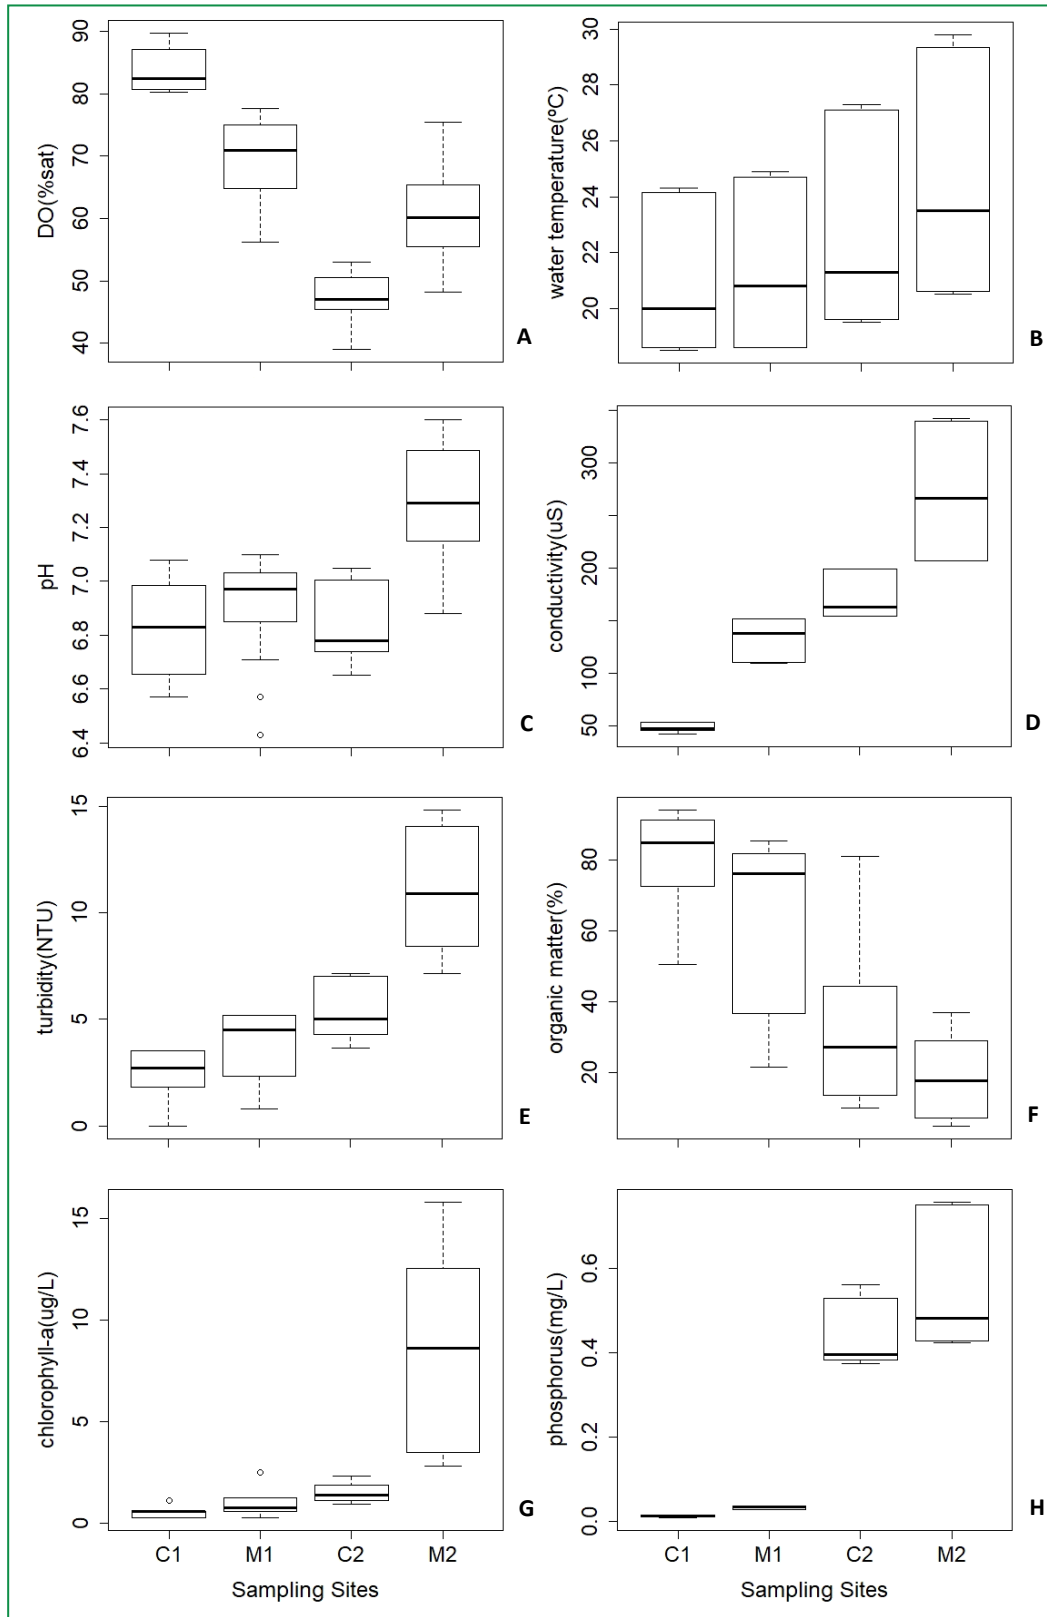 DO(%sat)
90
80
70
60
50
40
A
water temperature(ºC)
30
28
26
24
22
20
B
pH
7.6
7.4
7.2
7.0
6.8
6.6
6.4
C
conductivity(uS)
300
200
100
50
D
turbidity(NTU)
15
10
5
0
E
organic matter(%)
80
60
40
20
F
chlorophyll-a(ug/L)
15
10
5
0
G
C1 M1 C2 M2
Sampling Sites
phosphorus(mg/L)
0.6
0.4
0.2
0.0
H
C1 M1 C2 M2
Sampling Sites